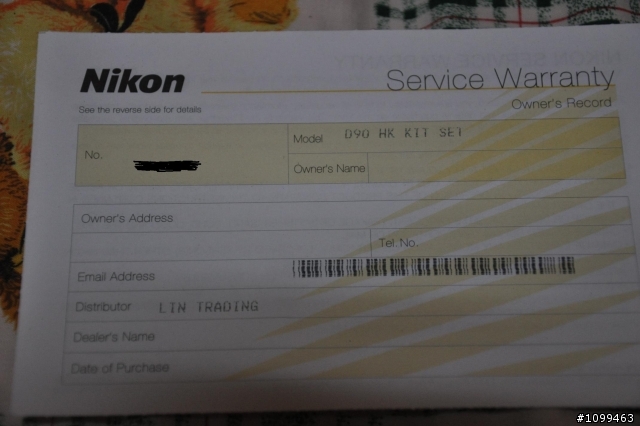 Nikon
Service Warranty
See the reverse side for details
Owner's Record
No.
Model D90 HK KIT SET
Owner's Name
Owner's Address
Tel. No.
Email Address
Distributor LIN TRADING
Dealer's Name
Date of Purchase
#1099463